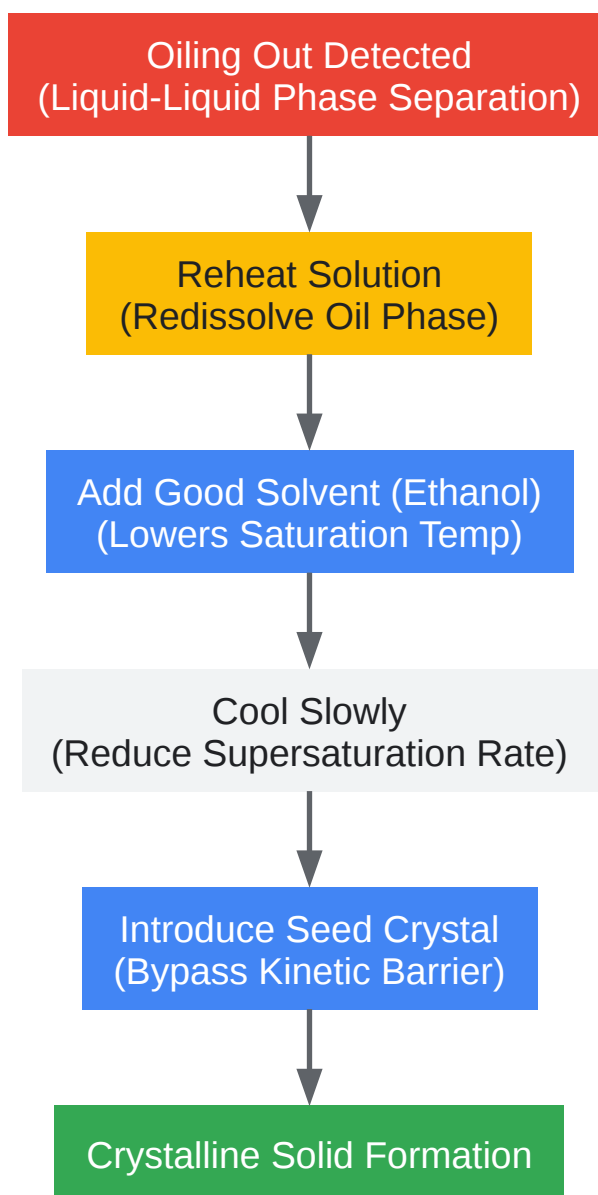 Oiling Out Detected
(Liquid-Liquid Phase Separation)
Reheat Solution
(Redissolve Oil Phase)
Add Good Solvent (Ethanol)
(Lowers Saturation Temp)
Cool Slowly
(Reduce Supersaturation Rate)
Introduce Seed Crystal
(Bypass Kinetic Barrier)
Crystalline Solid Formation